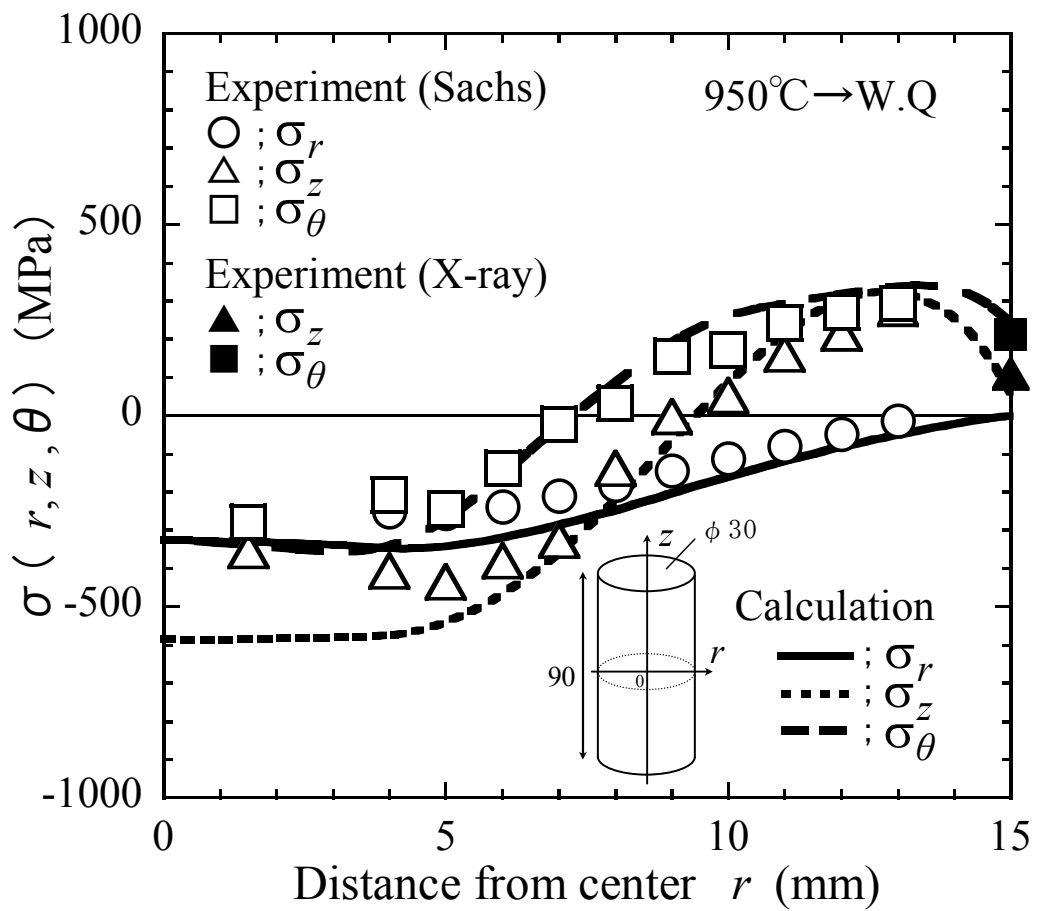 1000
500
0
-500
-1000
σ ( r, z , θ ) (MPa)
Experiment (Sachs)
○ ; σr
△ ; σz
□ ; σθ
Experiment (X-ray)
▲ ; σz
■ ; σθ
950℃→W.Q
z
φ 30
r
0
90
Calculation
; σr
; σz
; σθ
0 5 10 15
Distance from center r (mm)